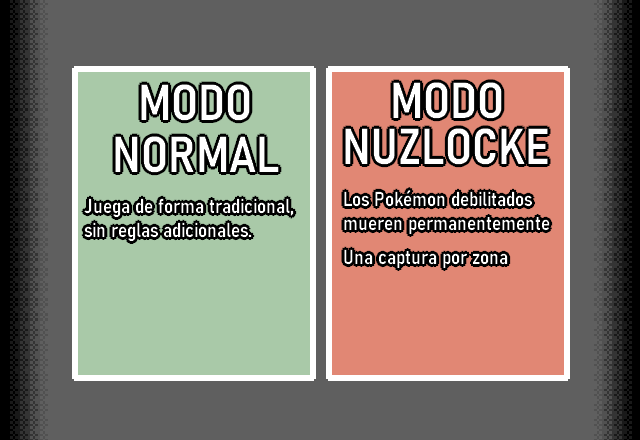 MODO
NORMAL
Juega de forma tradicional,
sin reglas adicionales.
MODO
NUZLOCKE
Los Pokémon debilitados
mueren permanentemente
Una captura por zona